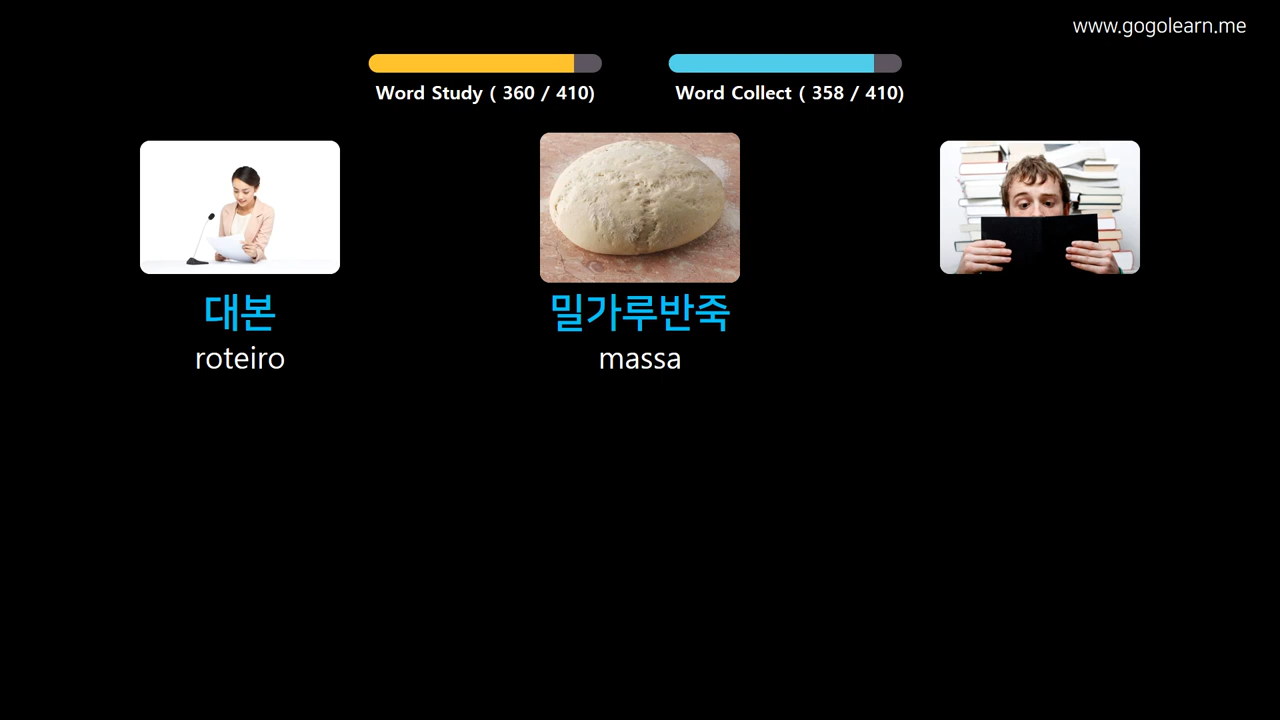 www.gogolearn.me
Word Study ( 360 / 410)
Word Collect ( 358 / 410)
대본
roteiro
밀가루반죽
massa